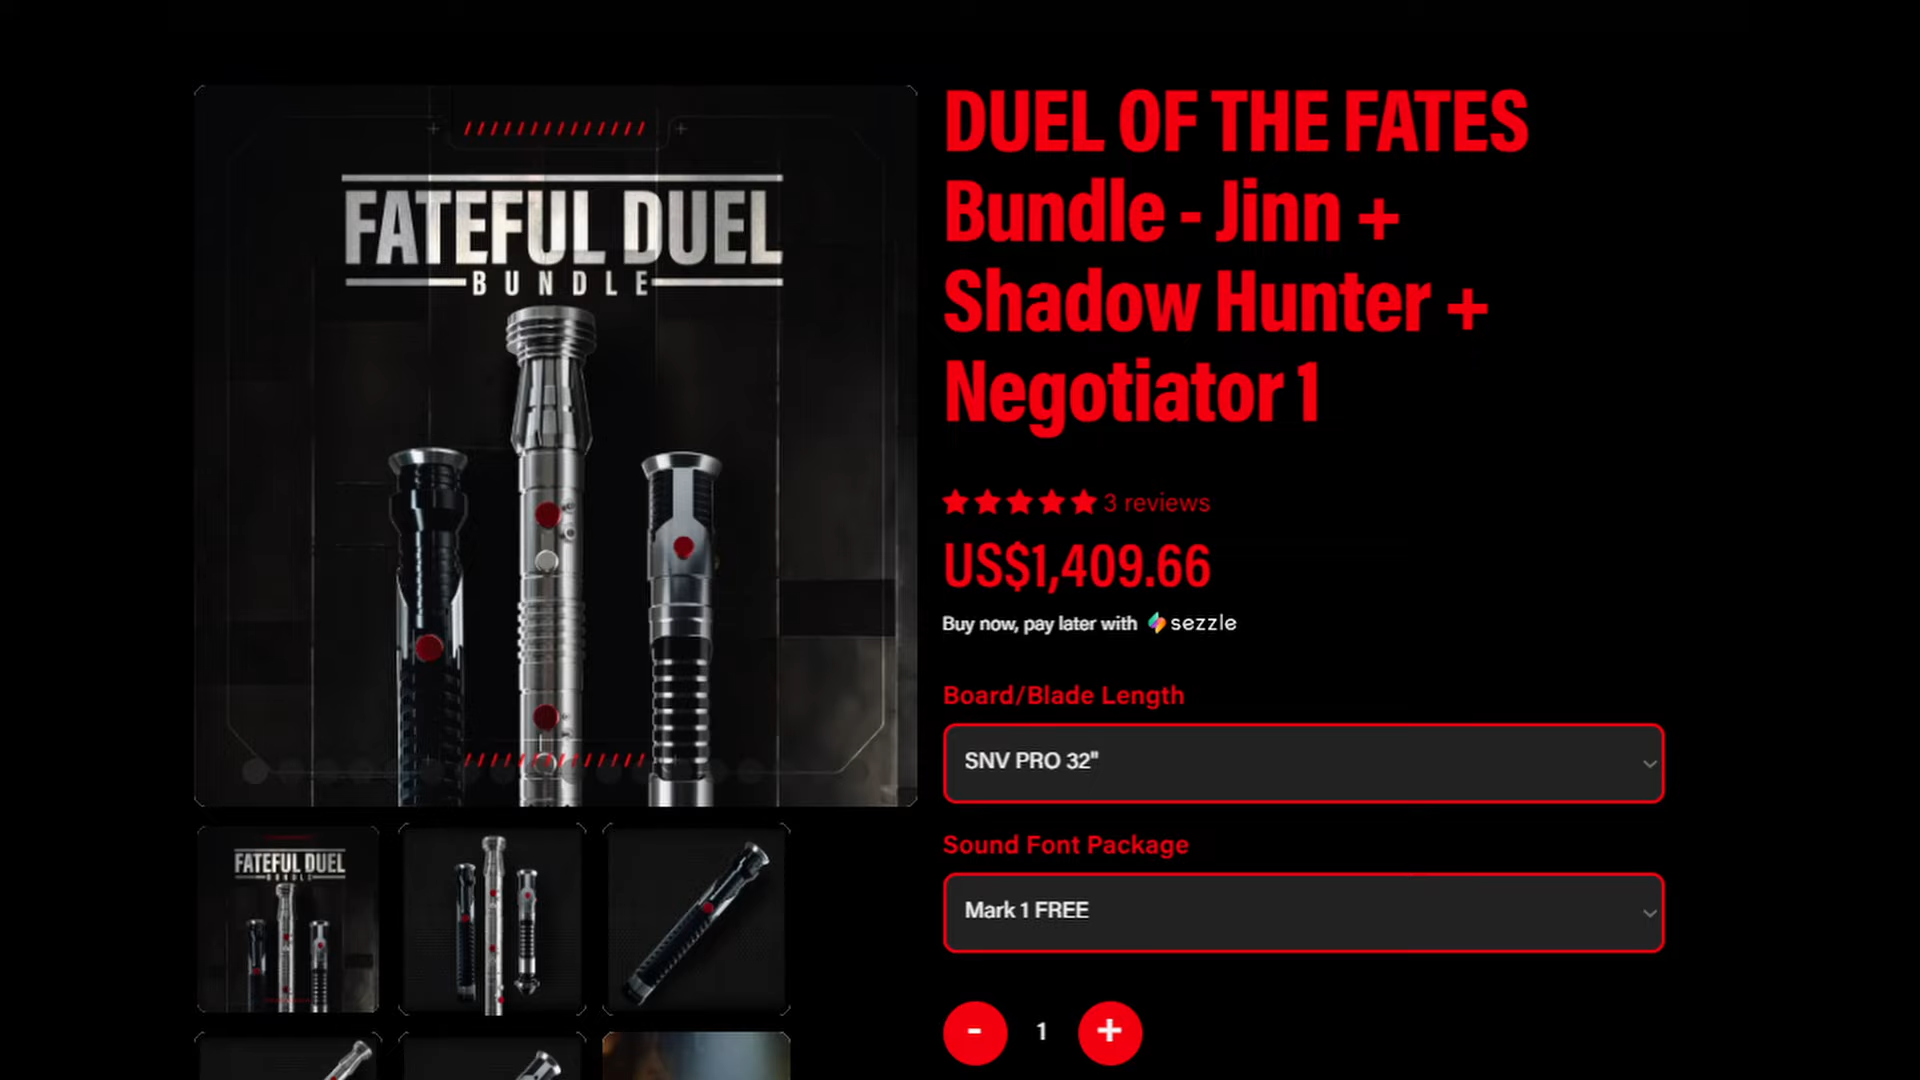 FATEFUL DUEL
BUNDLE
DUEL OF THE FATES
Bundle - Jinn +
Shadow Hunter +
Negotiator 1
3 reviews
US$1,409.66
Buy now, pay later with sezzle
Board/Blade Length
SNV PRO 32"
Sound Font Package
Mark 1 FREE
- 1 +
FATEFUL DUEL
BUNDLE